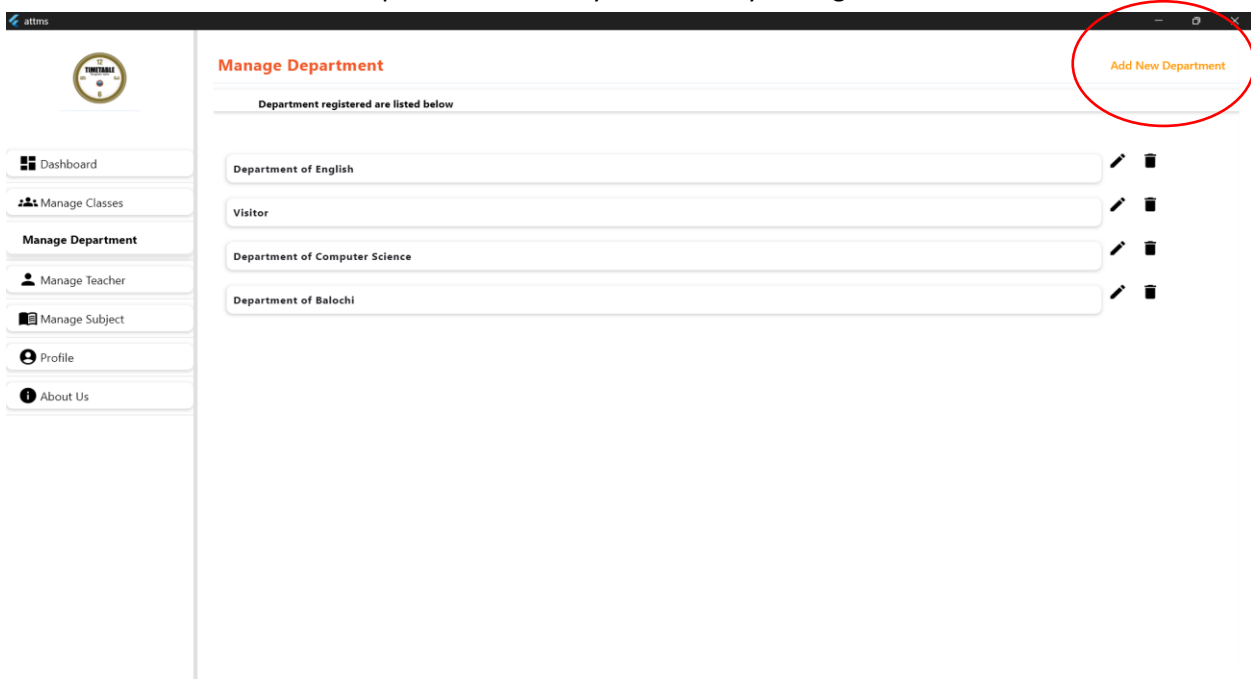 attms
TIMETABLE
Manage Department
Add New Department
Department registered are listed below
Dashboard
Manage Classes
Manage Department
Manage Teacher
Manage Subject
Profile
About Us
Department of English
Visitor
Department of Computer Science
Department of Balochi